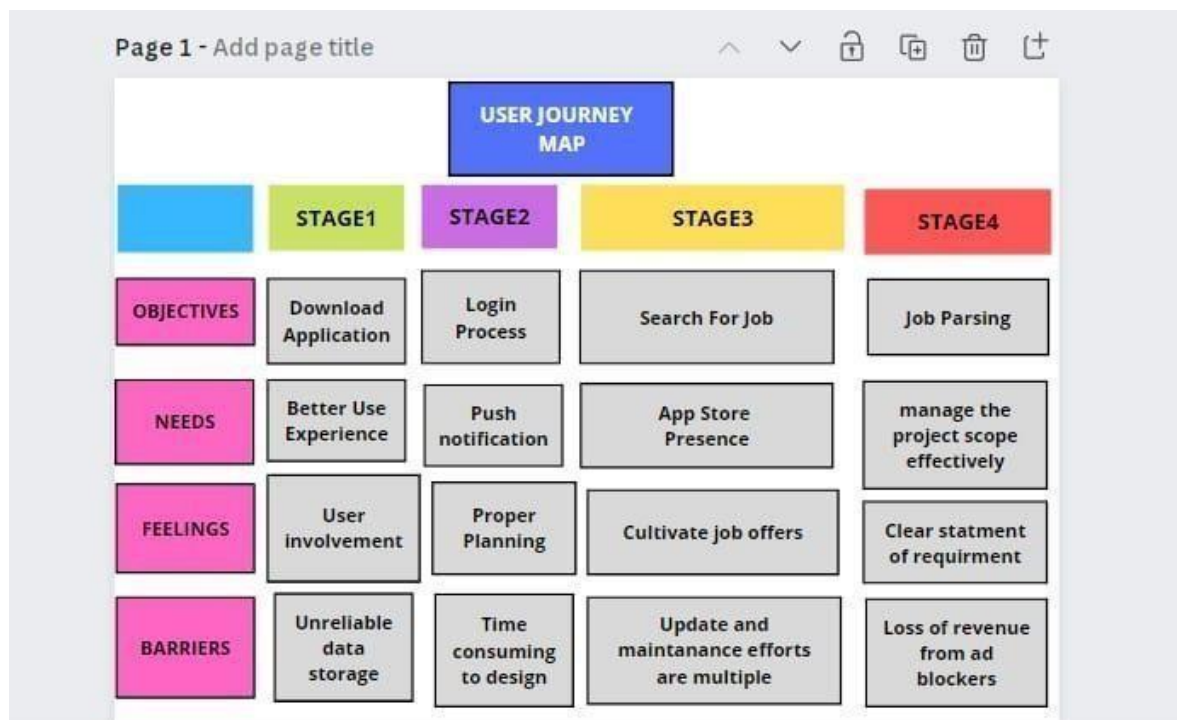 Page 1 - Add page title
USER JOURNEY
MAP
STAGE1
STAGE2
STAGE3
STAGE4
OBJECTIVES
Download
Application
Login
Process
Search For Job
Job Parsing
NEEDS
Better Use
Experience
Push
notification
App Store
Presence
manage the
project scope
effectively
FEELINGS
User
involvement
Proper
Planning
Cultivate job offers
Clear statment
of requirment
BARRIERS
Unreliable
data
storage
Time
consuming
to design
Update and
maintanance efforts
are multiple
Loss of revenue
from ad
blockers